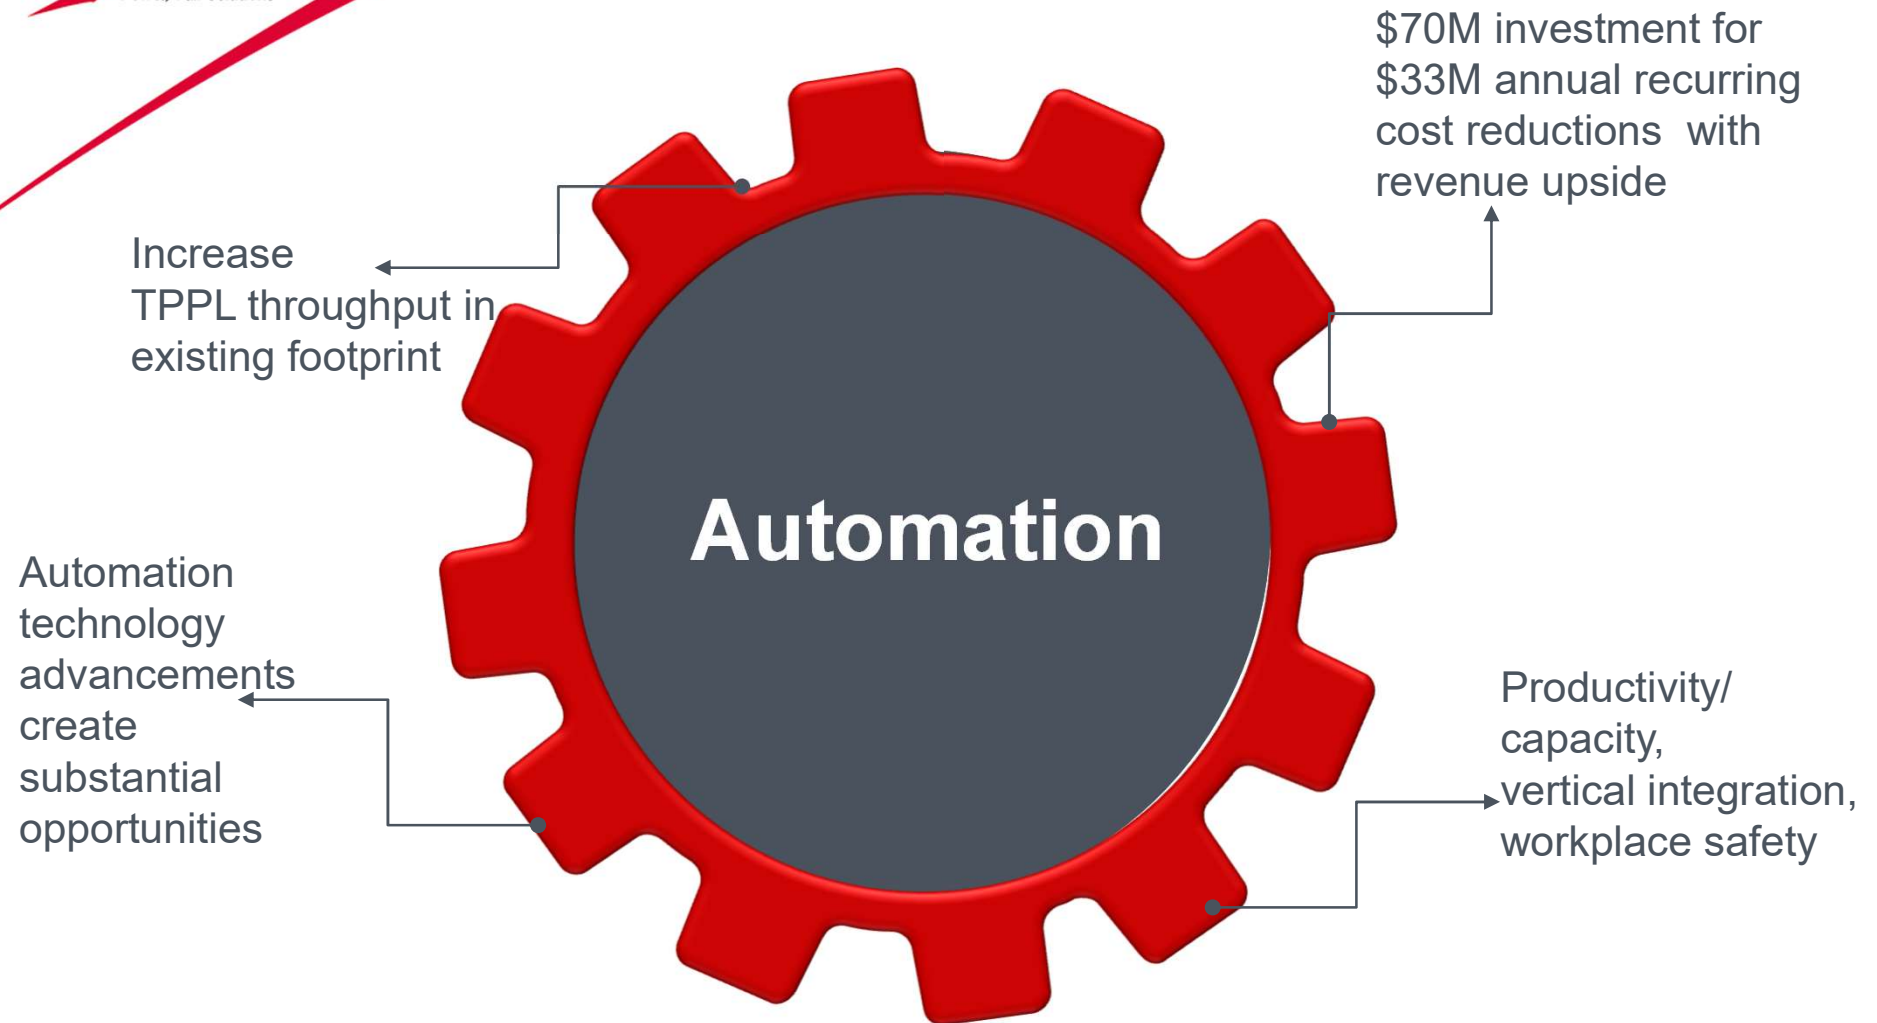 $70M investment for
$33M annual recurring
cost reductions with
revenue upside
Increase
TPPL throughput in
existing footprint
Automation
Automation
technology
advancements
create
substantial
opportunities
Productivity/
capacity,
vertical integration,
workplace safety